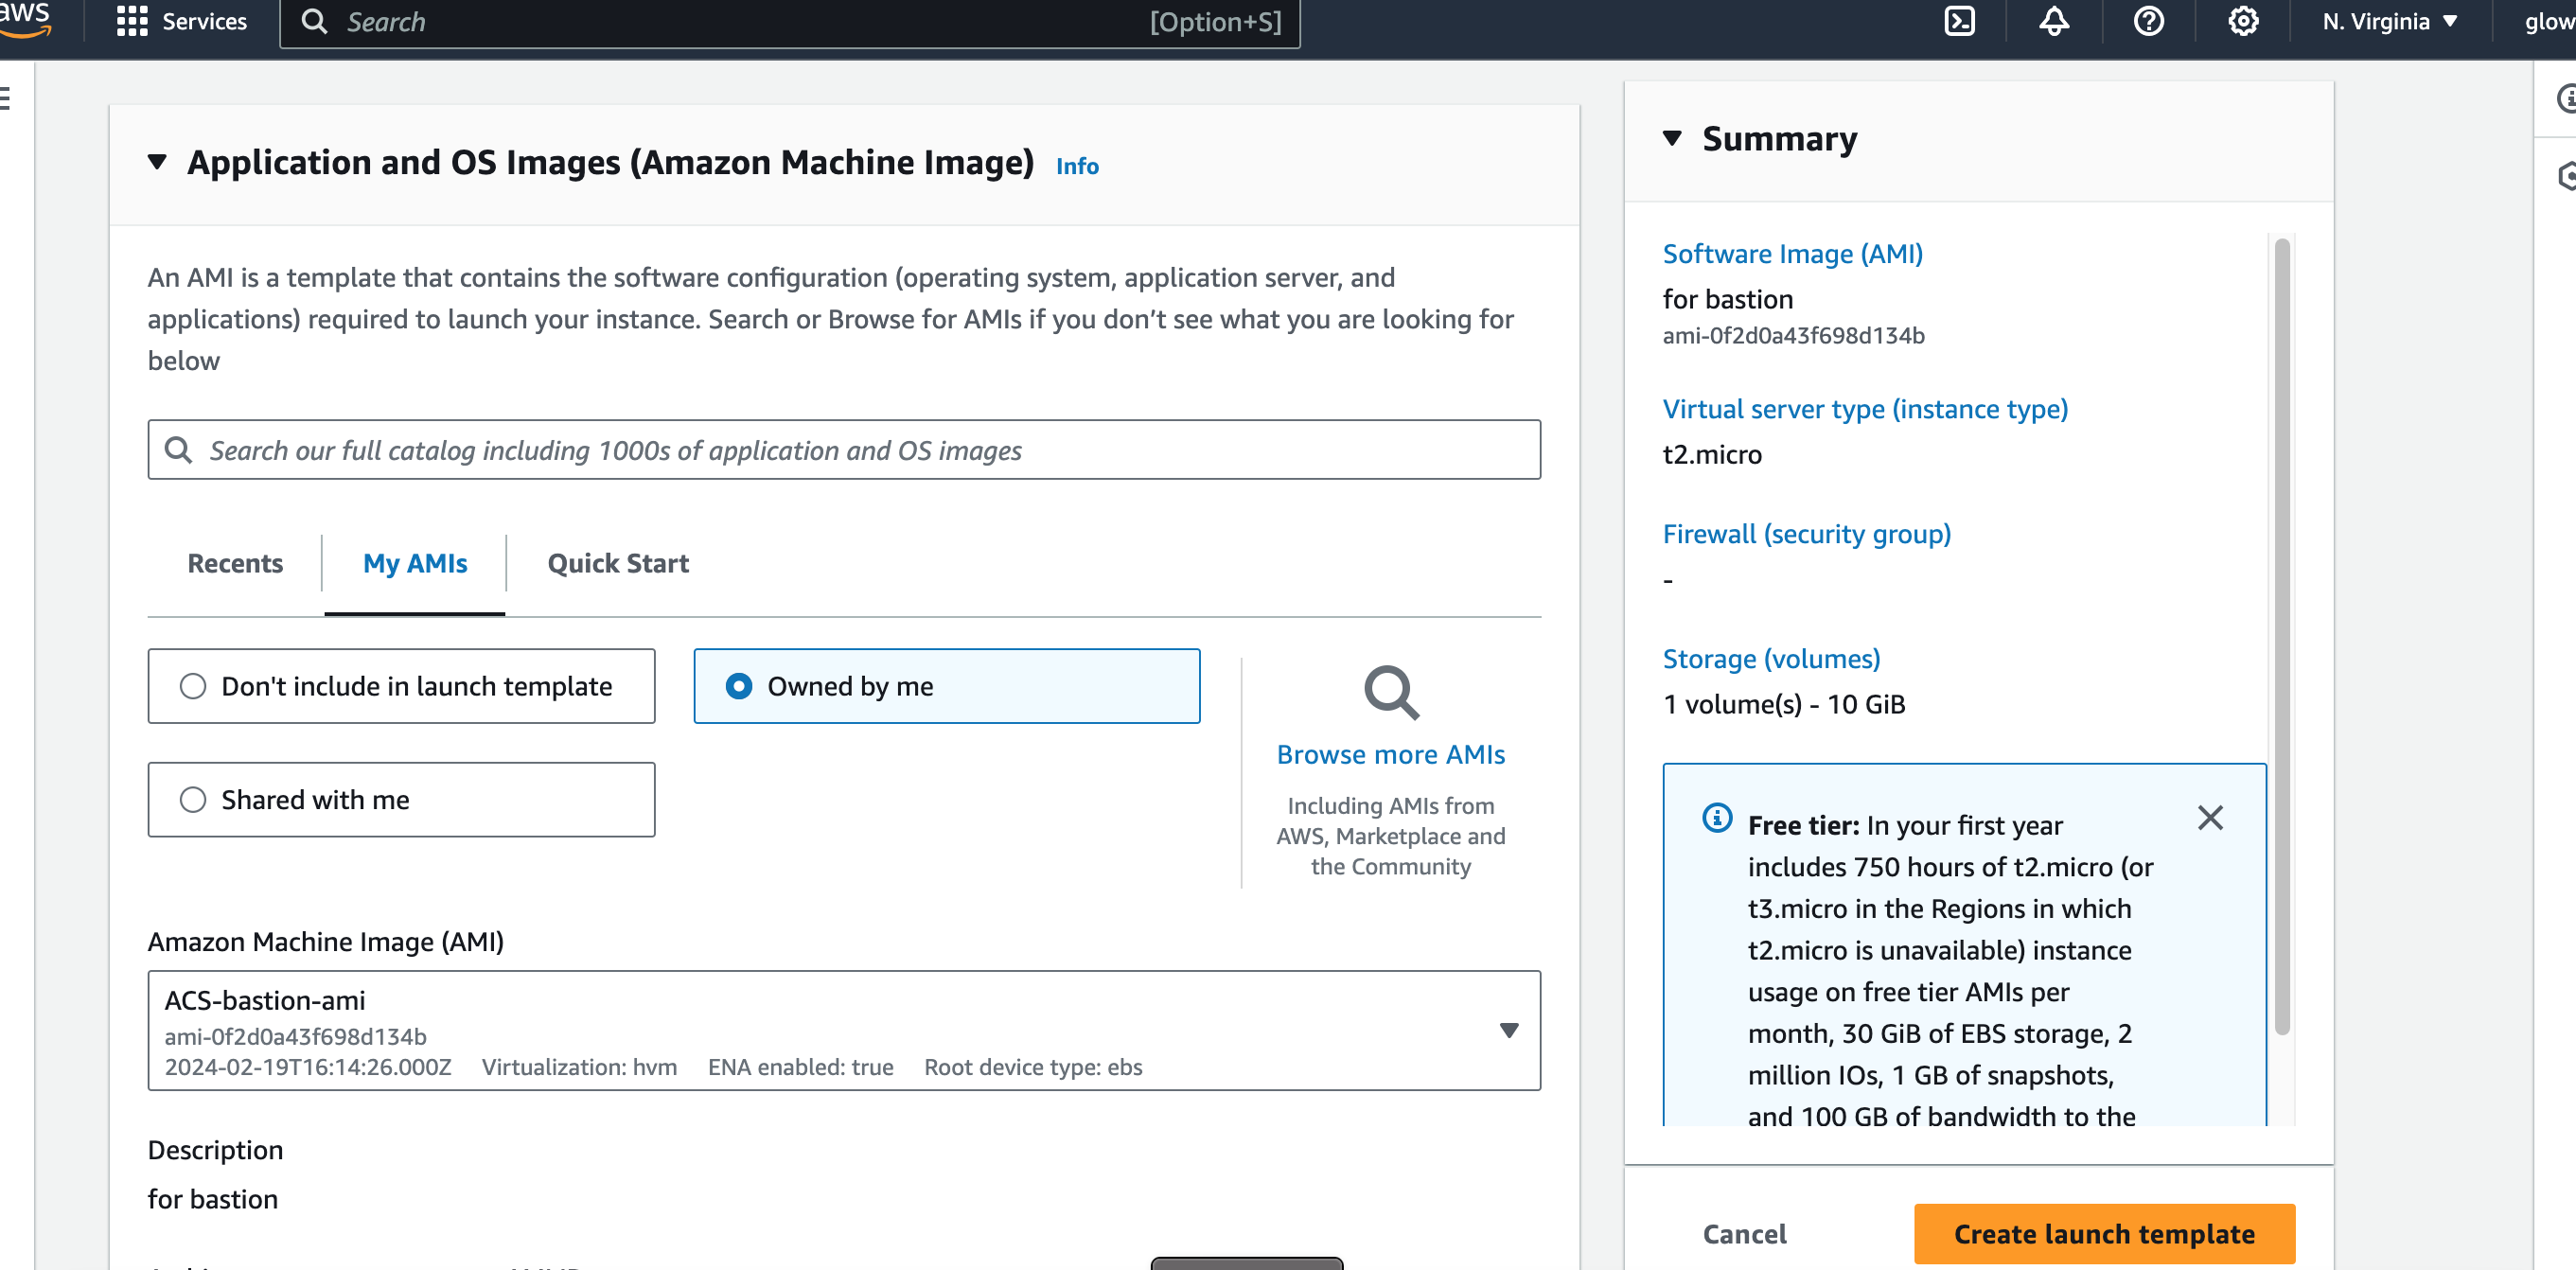 aws
Services
Search
[Option+S]
N. Virginia
glow
Application and OS Images (Amazon Machine Image) Info
An AMI is a template that contains the software configuration (operating system, application server, and
applications) required to launch your instance. Search or Browse for AMIs if you don’t see what you are looking for
below
Search our full catalog including 1000s of application and OS images
Recents
My AMIs
Quick Start
Don't include in launch template
Owned by me
Shared with me
Browse more AMIs
Including AMIs from
AWS, Marketplace and
the Community
Amazon Machine Image (AMI)
ACS-bastion-ami
ami-0f2d0a43f698d134b
2024-02-19T16:14:26.000Z Virtualization: hvm ENA enabled: true Root device type: ebs
Description
for bastion
Summary
Software Image (AMI)
for bastion
ami-0f2d0a43f698d134b
Virtual server type (instance type)
t2.micro
Firewall (security group)
-
Storage (volumes)
1 volume(s) - 10 GiB
Free tier: In your first year
includes 750 hours of t2.micro (or
t3.micro in the Regions in which
t2.micro is unavailable) instance
usage on free tier AMIs per
month, 30 GiB of EBS storage, 2
million IOs, 1 GB of snapshots,
and 100 GB of bandwidth to the
Cancel
Create launch template